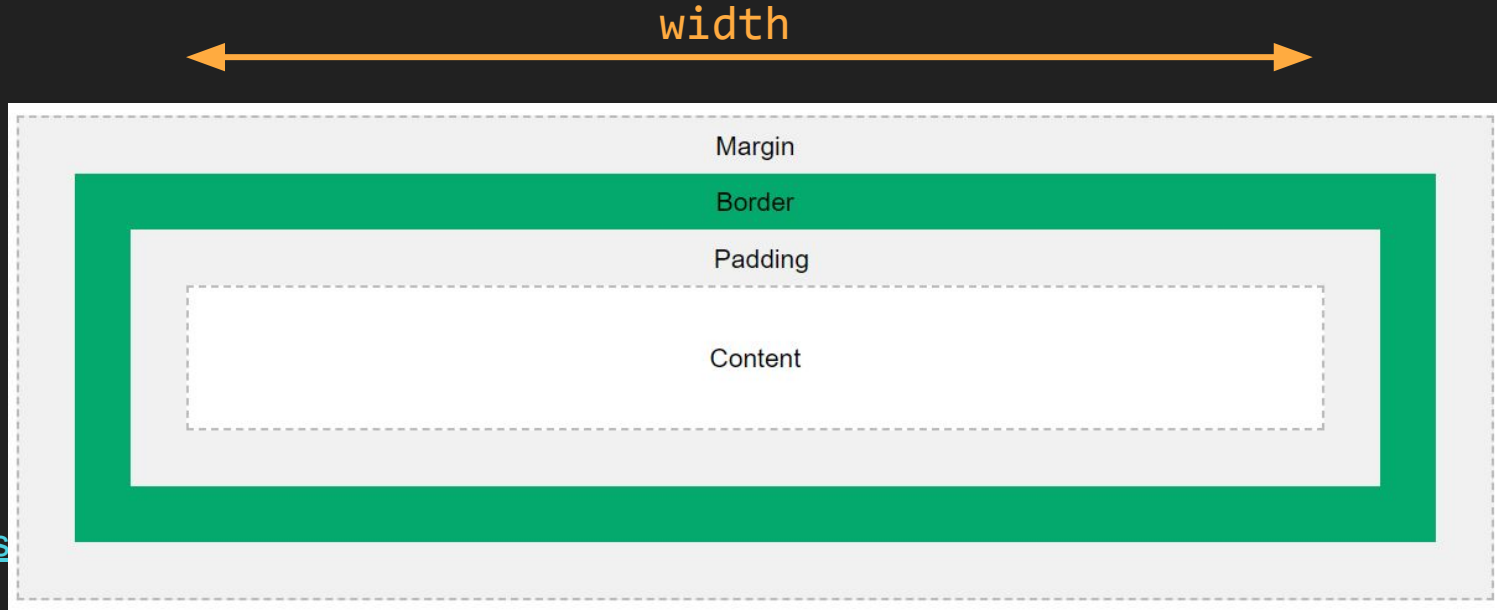 width
Margin
Border
Padding
Content
s